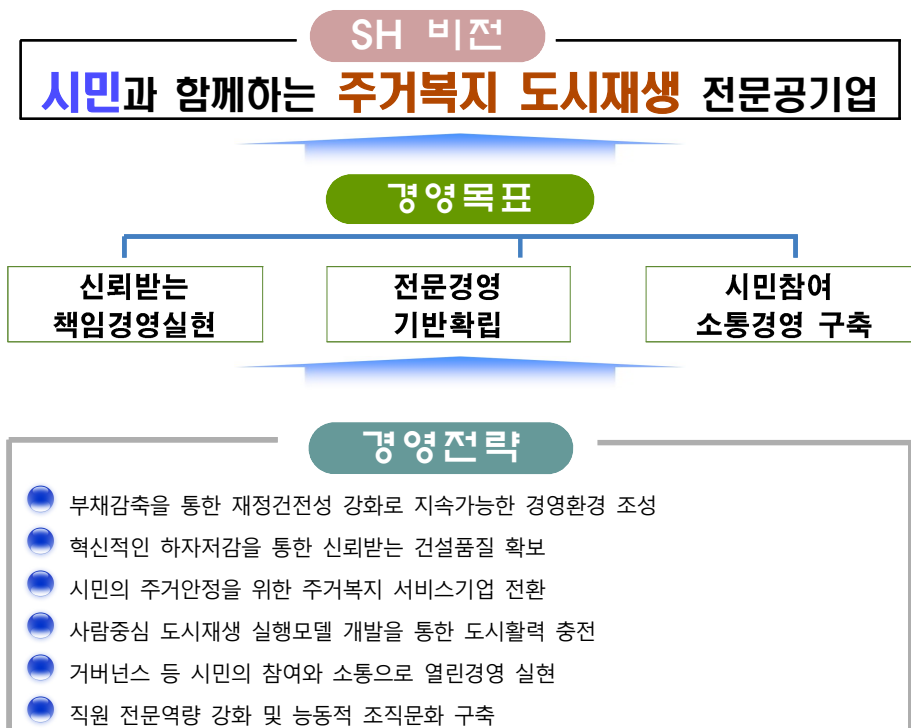 SH 비전
시민과 함께하는 주거복지 도시재생 전문공기업
경영목표
신뢰받는
책임경영실현
전문경영
기반확립
시민참여
소통경영 구축
경영전략
부채감축을 통한 재정건전성 강화로 지속가능한 경영환경 조성
혁신적인 하자저감을 통한 신뢰받는 건설품질 확보
시민의 주거안정을 위한 주거복지 서비스기업 전환
사람중심 도시재생 실행모델 개발을 통한 도시활력 충전
거버넌스 등 시민의 참여와 소통으로 열린경영 실현
직원 전문역량 강화 및 능동적 조직문화 구축